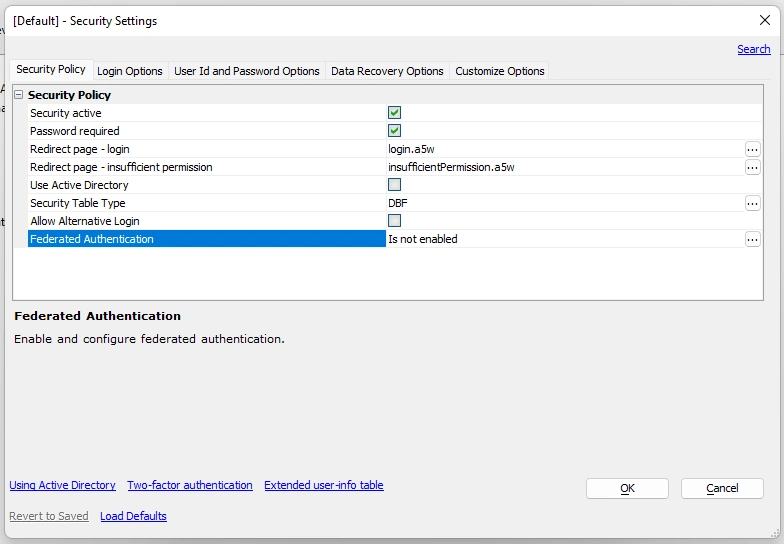 [Default] - Security Settings
Search
Security Policy Login Options User Id and Password Options Data Recovery Options Customize Options
Security Policy
Security active
Password required
Redirect page - login login.a5w ...
Redirect page - insufficient permission insufficientPermission.a5w ...
Use Active Directory
Security Table Type DBF ...
Allow Alternative Login
Federated Authentication Is not enabled ...
Federated Authentication
Enable and configure federated authentication.
Using Active Directory Two-factor authentication Extended user-info table OK Cancel
Revert to Saved Load Defaults